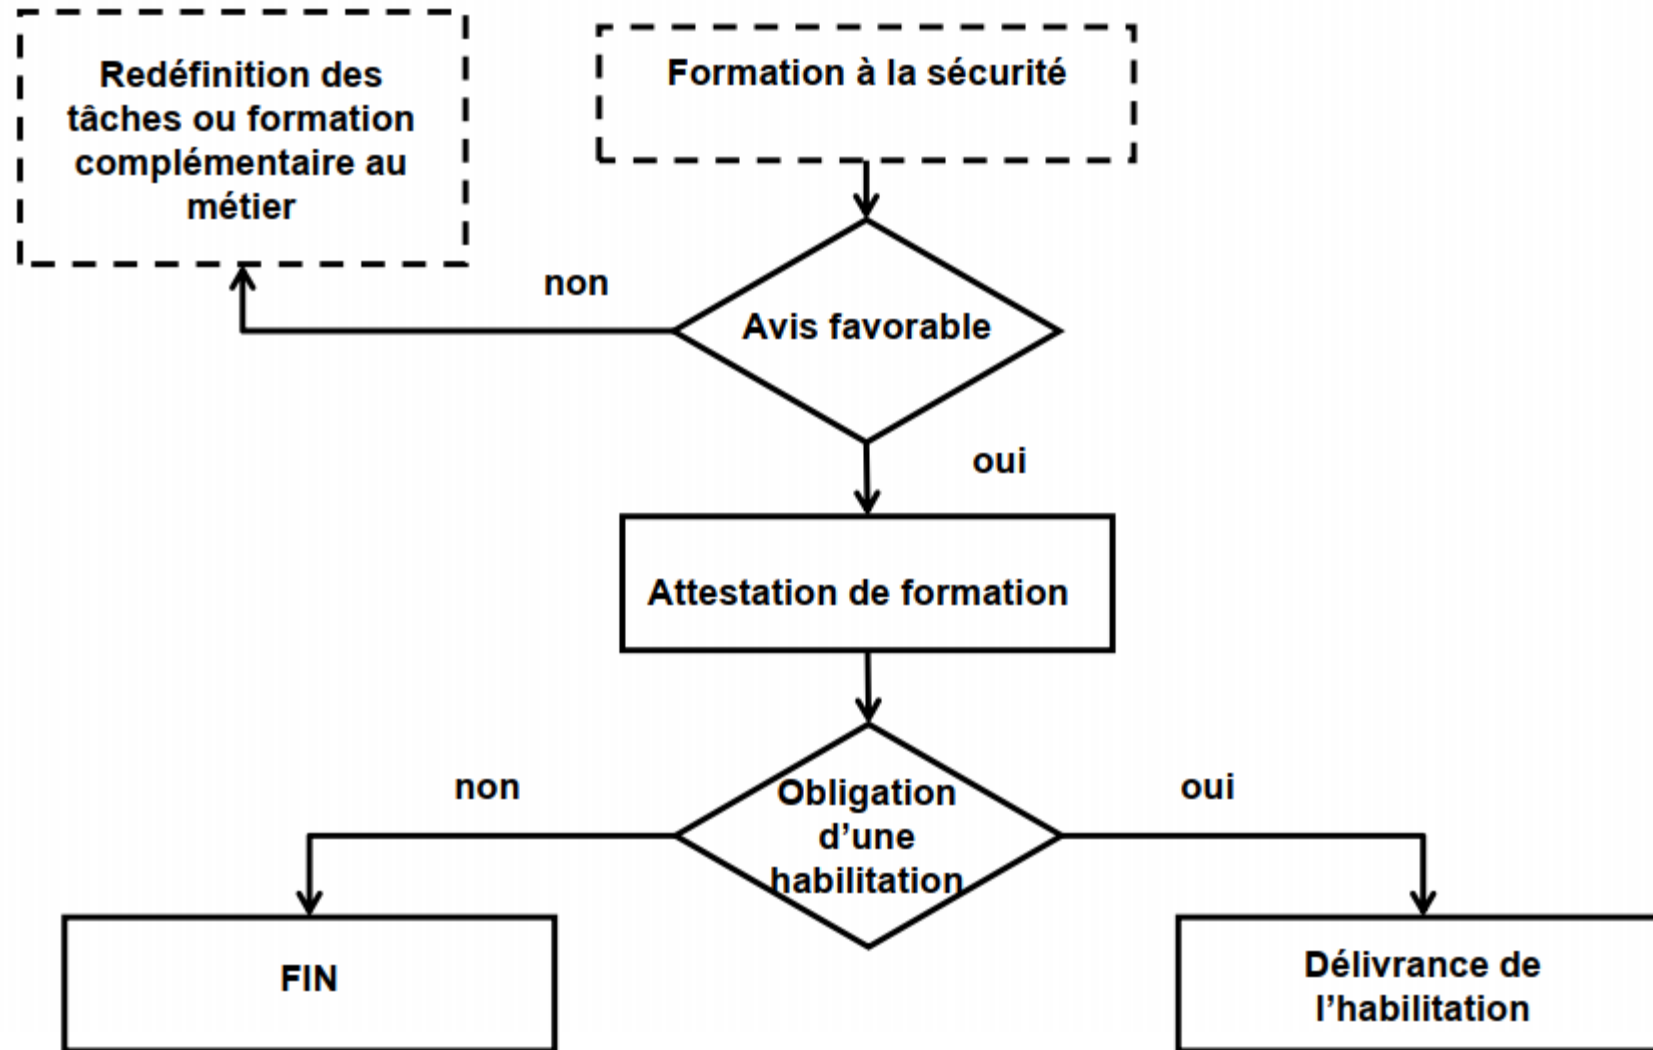 Redéfinition des
tâches ou formation
complémentaire au
métier
Formation à la sécurité
non
Avis favorable
oui
Attestation de formation
non
Obligation
d’une
habilitation
oui
FIN
Délivrance de
l’habilitation